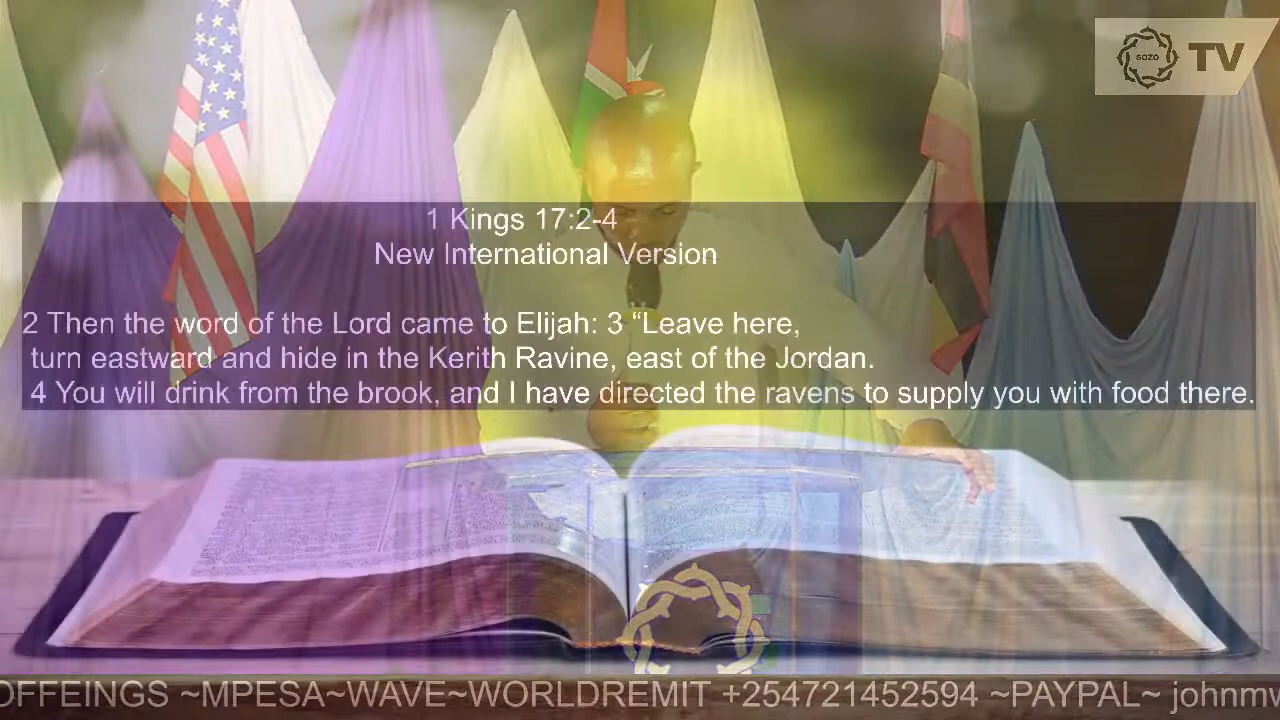 SOZO TV
1 Kings 17:2-4
New International Version
2 Then the word of the Lord came to Elijah: 3 “Leave here,
turn eastward and hide in the Kerith Ravine, east of the Jordan.
4 You will drink from the brook, and I have directed the ravens to supply you with food there.
OFFEINGS ~MPESA~WAVE~WORLDREMIT +254721452594 ~PAYPAL~ johnmw